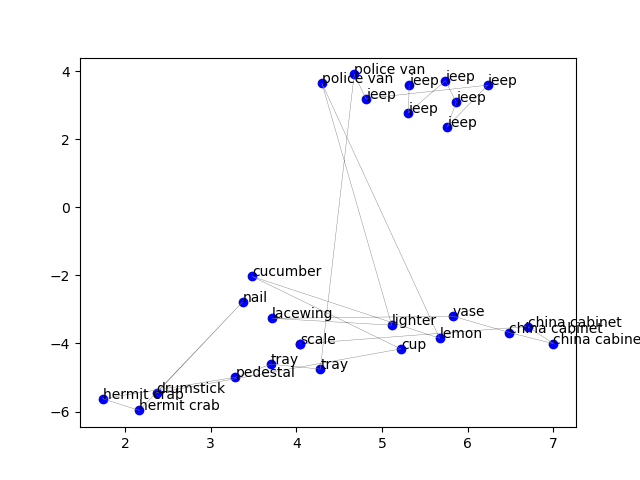 4
police van
police van
jeep
jeep
jeep
jeep
jeep
jeep
jeep
2
0
−2
cucumber
nail
lacewing
lighter
vase
china cabinet
china cabinet
−4
scale
lemon
china cabinet
cup
tray
tray
pedestal
drumstick
hermit crab
hermit crab
−6
2 3 4 5 6 7